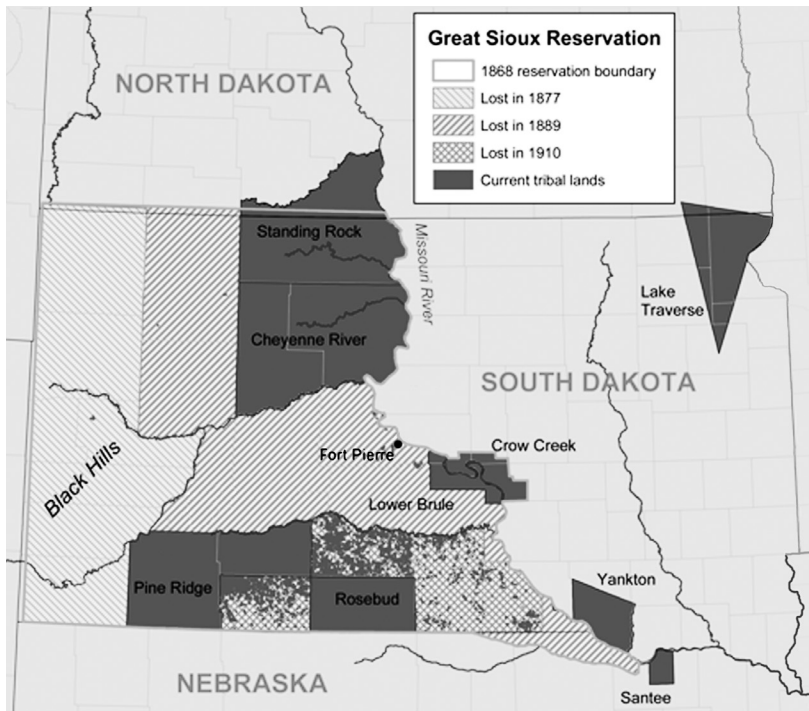 Great Sioux Reservation
1868 reservation boundary
Lost in 1877
Lost in 1889
Lost in 1910
Current tribal lands
NORTH DAKOTA
Standing Rock
Missouri River
Lake
Traverse
Cheyenne River
SOUTH DAKOTA
Crow Creek
Fort Pierre
Black Hills
Lower Brule
Yankton
Pine Ridge
Rosebud
NEBRASKA
Santee